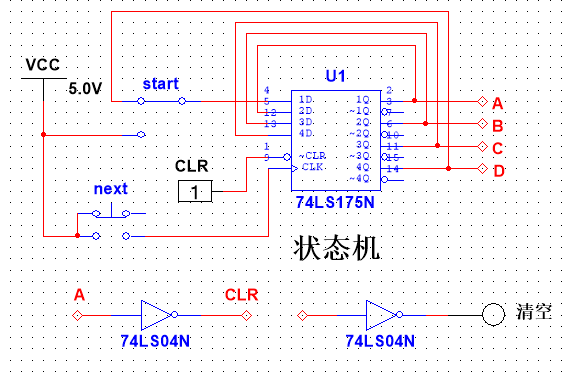 VCC
5.0V
start
U1
4 2
5 1D 1Q 3
12 2D ~1Q 7
13 3D 2Q 6
4D ~2Q 10
3Q 11
1 ~CLR ~3Q 15
9 CLK 4Q 14
~4Q
74LS175N
A
B
C
D
CLR
1
next
状态机
A
CLR
74LS04N
74LS04N
清空